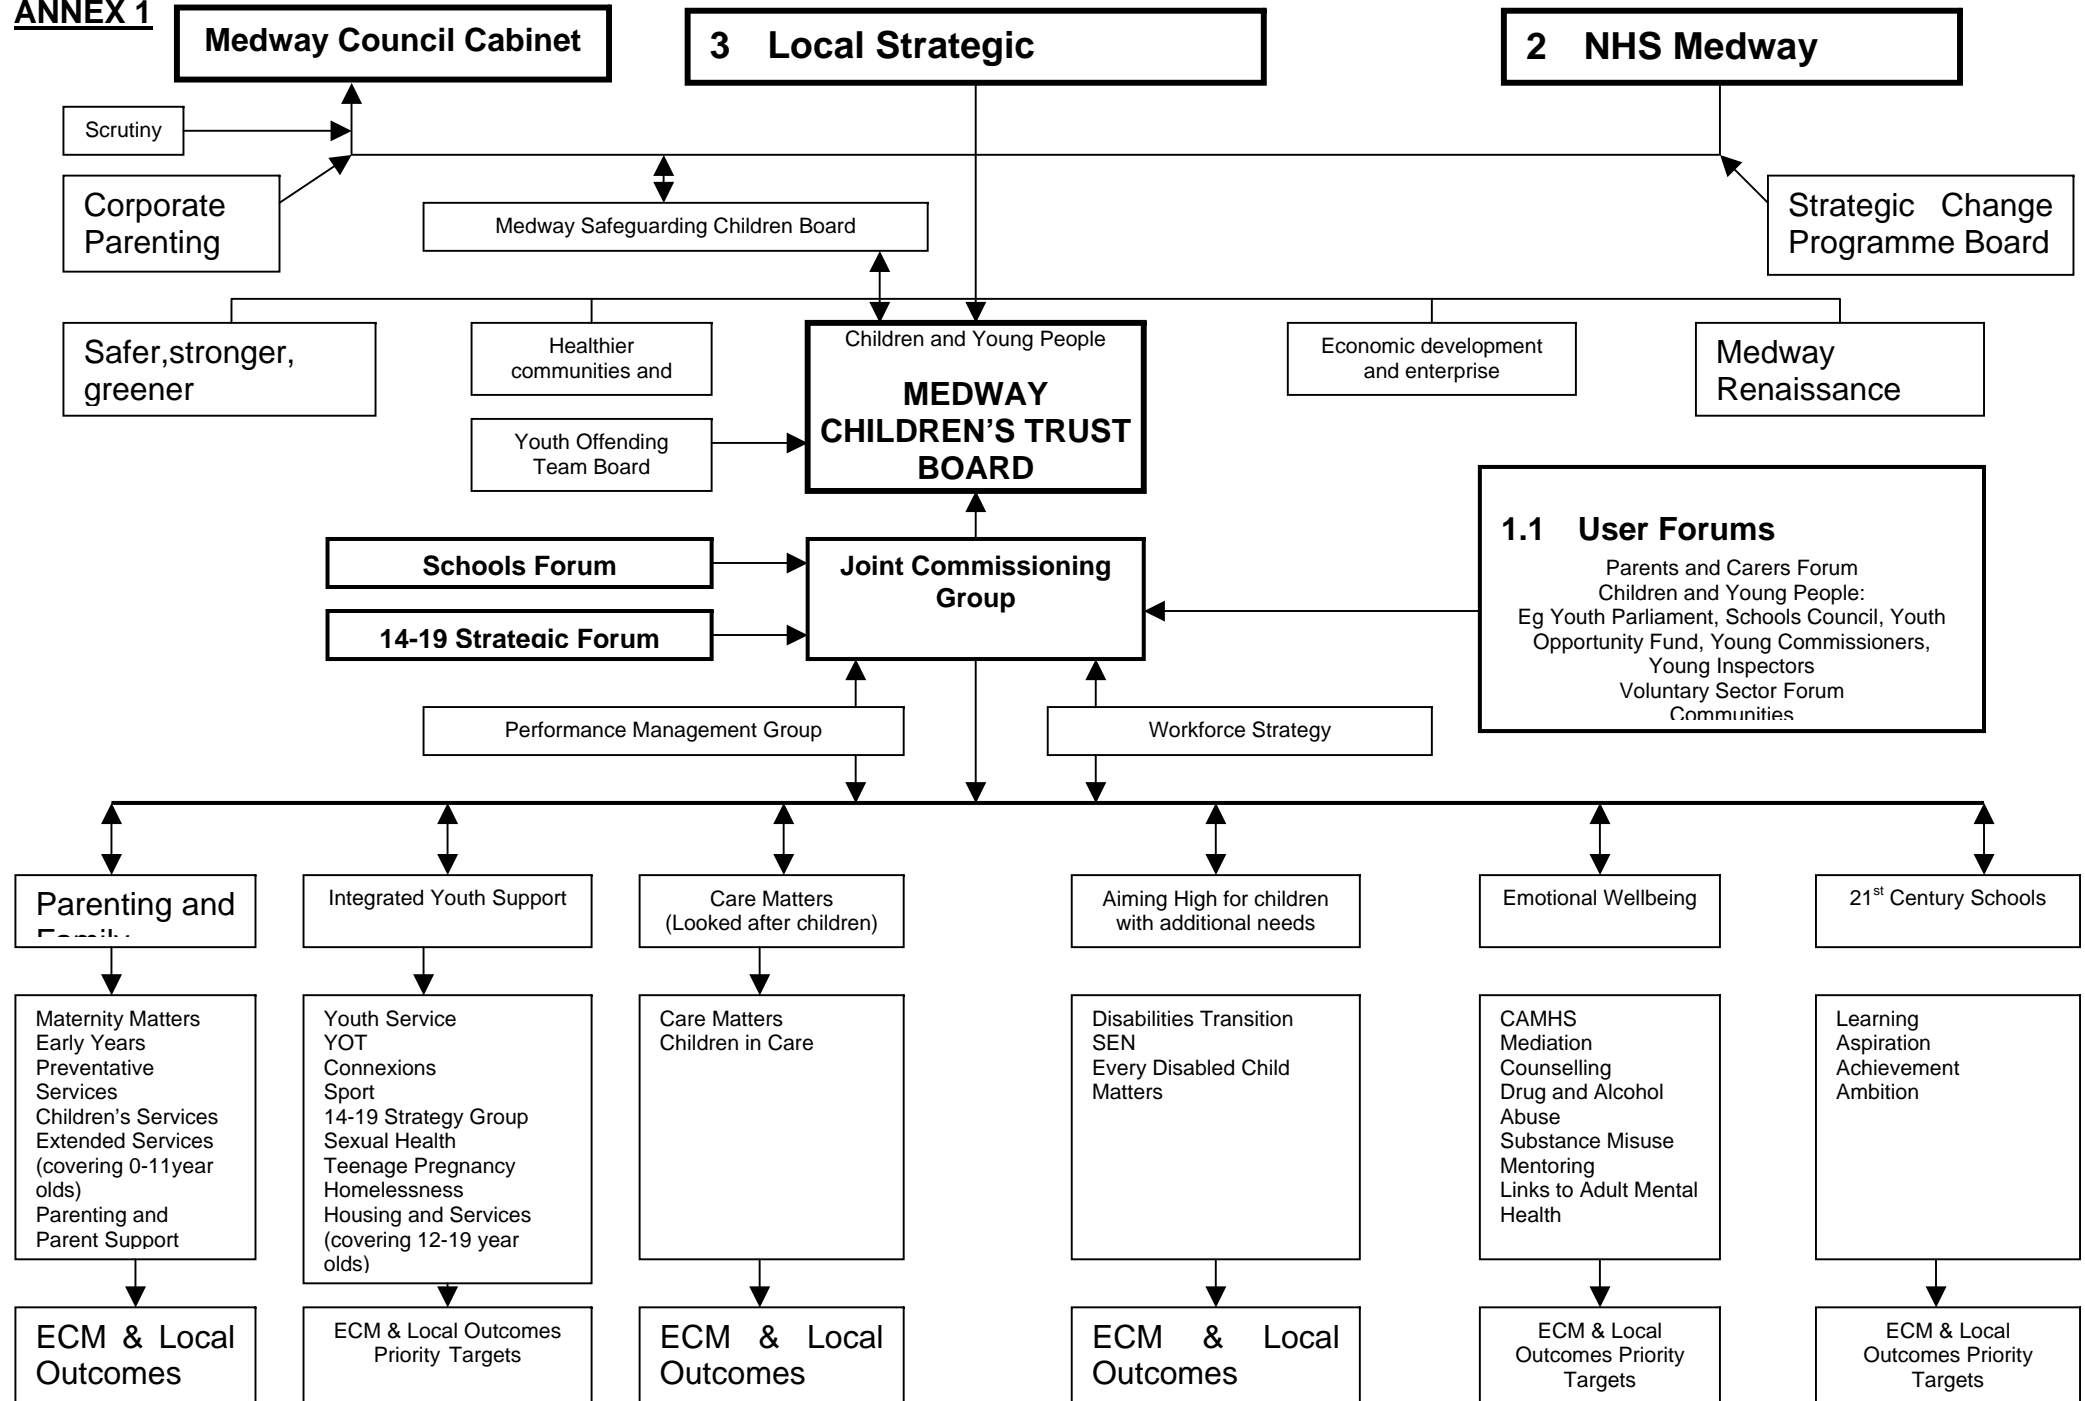 ANNEX 1
Medway Council Cabinet
3 Local Strategic
2 NHS Medway
Scrutiny
Corporate
Parenting
Medway Safeguarding Children Board
Strategic Change
Programme Board
Safer,stronger,
greener
Healthier
communities and
Children and Young People
MEDWAY
CHILDREN’S TRUST
BOARD
Economic development
and enterprise
Medway
Renaissance
Youth Offending
Team Board
Schools Forum
14-19 Strategic Forum
Joint Commissioning
Group
1.1 User Forums
Parents and Carers Forum
Children and Young People:
Eg Youth Parliament, Schools Council, Youth
Opportunity Fund, Young Commissioners,
Young Inspectors
Voluntary Sector Forum
Communities
Performance Management Group
Workforce Strategy
Parenting and
Family
Integrated Youth Support
Care Matters
(Looked after children)
Aiming High for children
with additional needs
Emotional Wellbeing
21st Century Schools
Maternity Matters
Early Years
Preventative
Services
Children’s Services
Extended Services
(covering 0-11year
olds)
Parenting and
Parent Support
Youth Service
YOT
Connexions
Sport
14-19 Strategy Group
Sexual Health
Teenage Pregnancy
Homelessness
Housing and Services
(covering 12-19 year
olds)
Care Matters
Children in Care
Disabilities Transition
SEN
Every Disabled Child
Matters
CAMHS
Mediation
Counselling
Drug and Alcohol
Abuse
Substance Misuse
Mentoring
Links to Adult Mental
Health
Learning
Aspiration
Achievement
Ambition
ECM & Local
Outcomes
ECM & Local Outcomes
Priority Targets
ECM & Local
Outcomes
ECM & Local
Outcomes
ECM & Local
Outcomes Priority
Targets
ECM & Local
Outcomes Priority
Targets